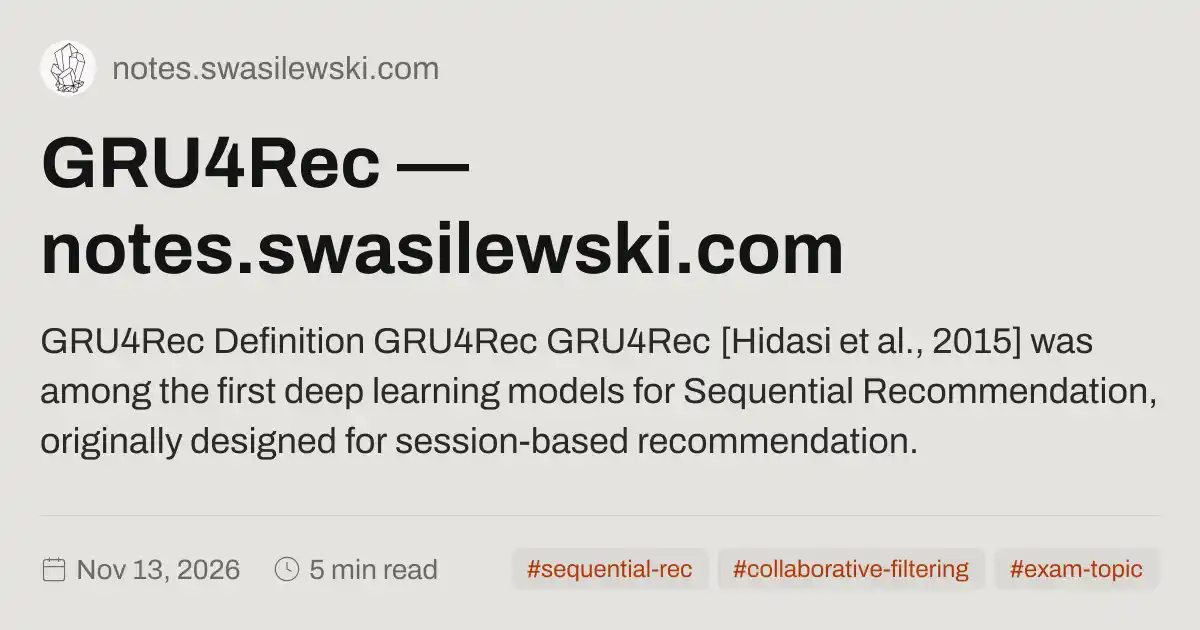 notes.swasilewski.com
GRU4Rec —
notes.swasilewski.com
GRU4Rec Definition GRU4Rec GRU4Rec [Hidasi et al., 2015] was
among the first deep learning models for Sequential Recommendation,
originally designed for session-based recommendation.
Nov 13, 2026 5 min read #sequential-rec #collaborative-filtering #exam-topic